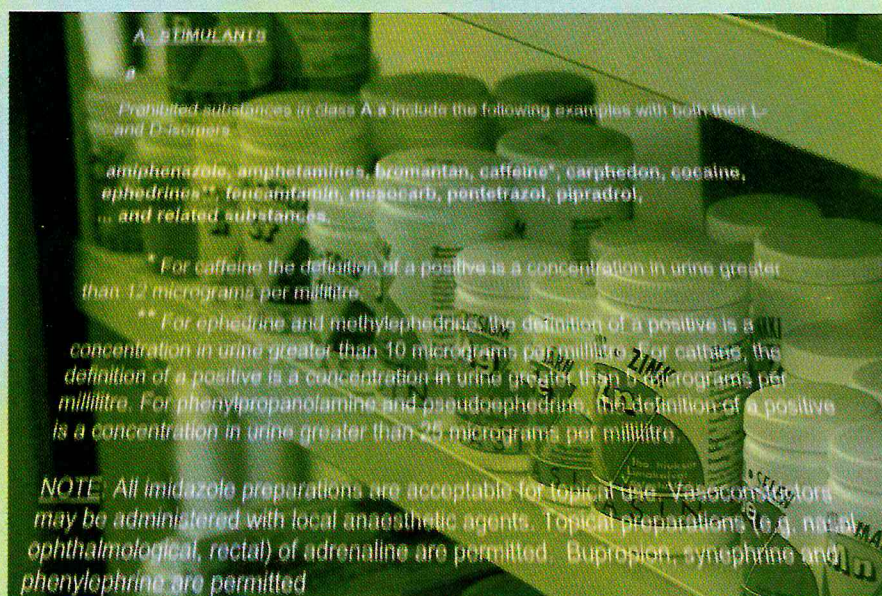 A. STIMULANTS
a
Prohibited substances in class A a include the following examples with both their L-
and D-isomers
amiphenazole, amphetamines, bromantan, caffeine*, carphedon, cocaine,
ephedrines**, fencamfamin, mesocarb, pentetrazol, pipradrol,
... and related substances.
* For caffeine the definition of a positive is a concentration in urine greater
than 12 micrograms per millilitre
** For ephedrine and methylephedrine the definition of a positive is a
concentration in urine greater than 10 micrograms per for the
definition of a positive is a concentration in urine greater than micrograms per
millilitre. For phenylpropanolamine and pseudoephedrine, the definition of a positive
is a concentration in urine greater than 25 micrograms per millilitre.
NOTE: All imidazole preparations are acceptable for topical use. Vasoconstrictors
may be administered with local anaesthetic agents. Topical preparations (e.g. nasal,
ophthalmological, rectal) of adrenaline are permitted. Bupropion, synephrine and
phenylephrine are permitted
ZINK